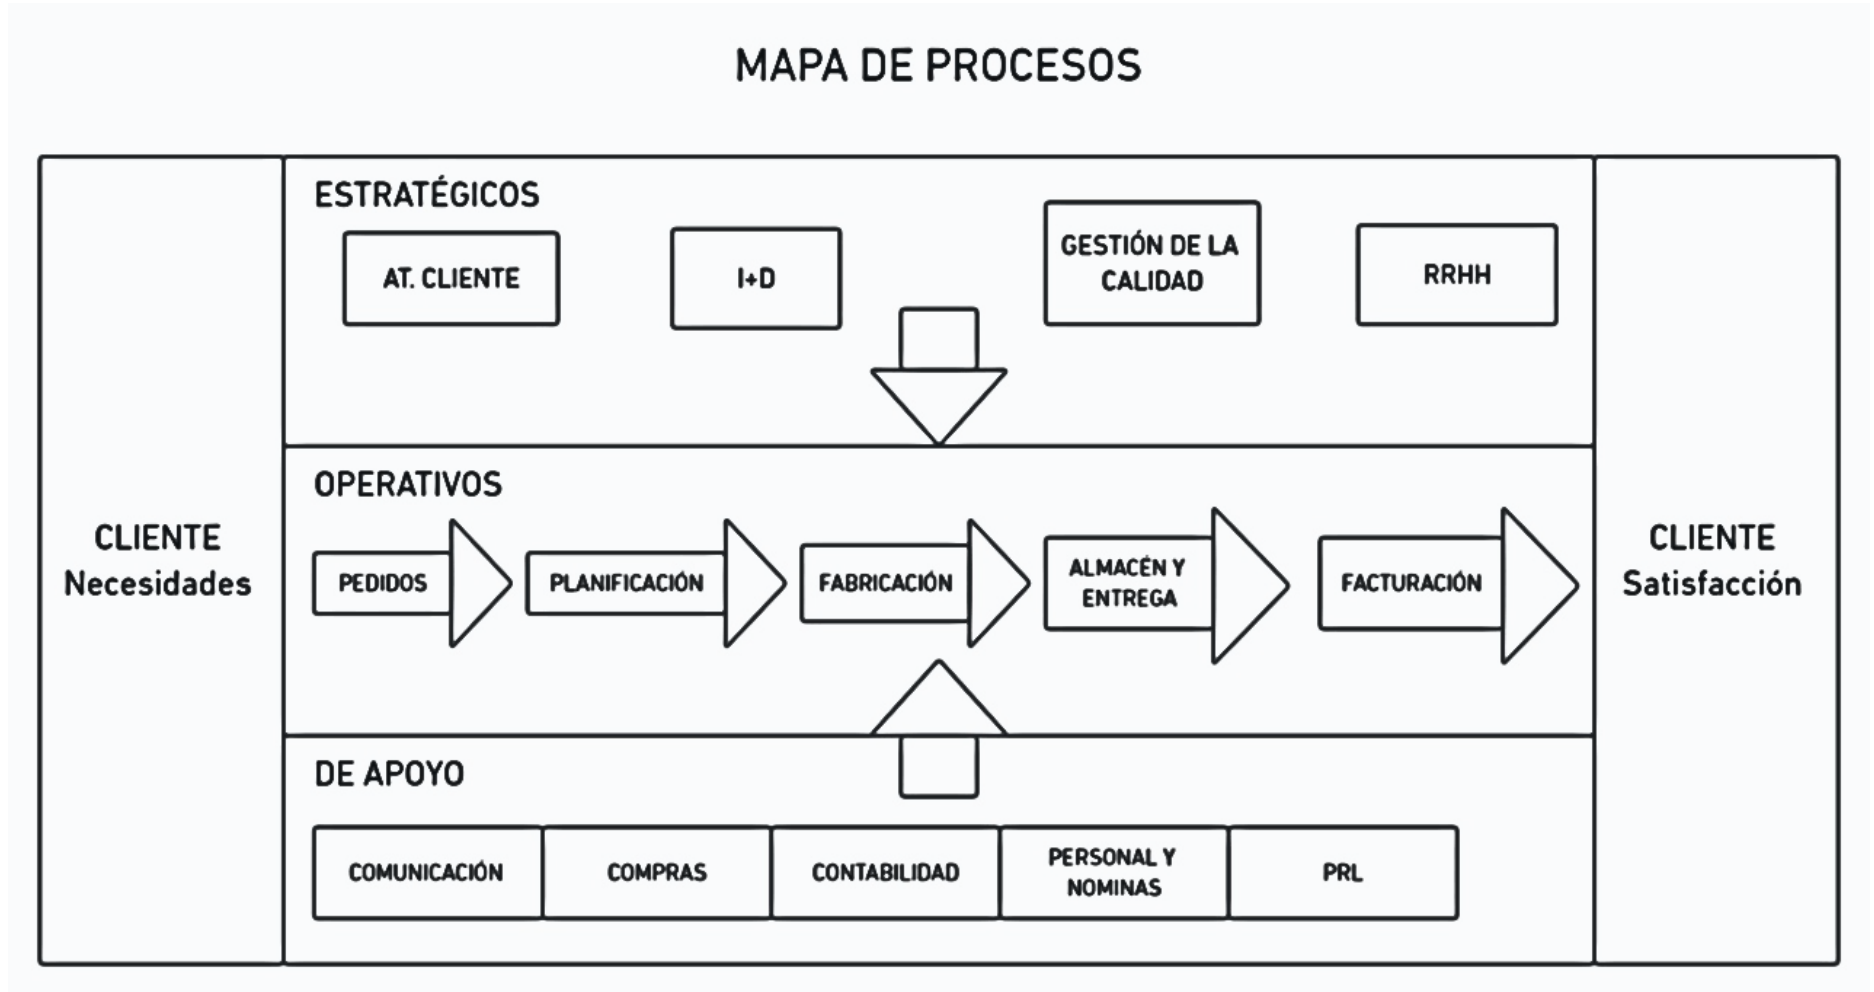 MAPA DE PROCESOS
CLIENTE
Necesidades
ESTRATÉGICOS
AT. CLIENTE
I+D
GESTIÓN DE LA
CALIDAD
RRHH
OPERATIVOS
PEDIDOS
PLANIFICACIÓN
FABRICACIÓN
ALMACÉN Y
ENTREGA
FACTURACIÓN
DE APOYO
COMUNICACIÓN
COMPRAS
CONTABILIDAD
PERSONAL Y
NOMINAS
PRL
CLIENTE
Satisfacción